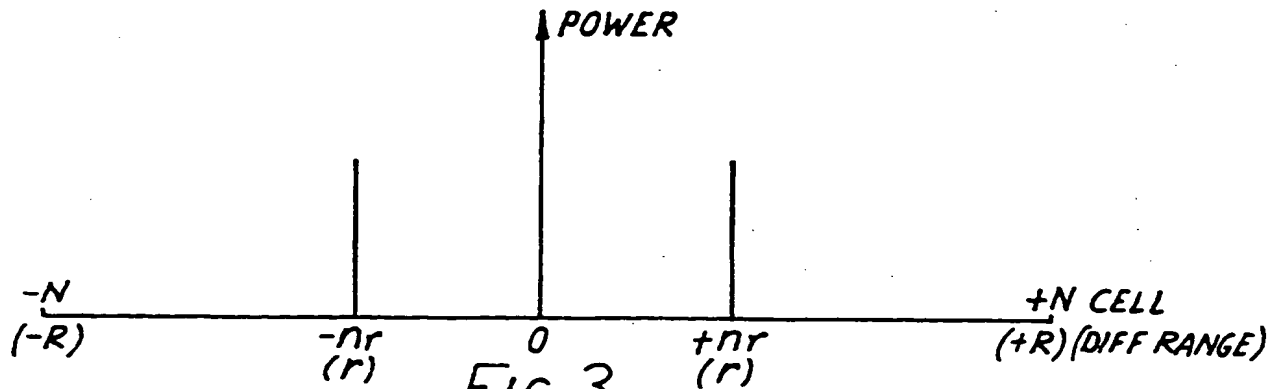 POWER
-N
+N CELL
(-R)
-nr
0
+nr
(+R) (DIFF RANGE)
(r)
(r)
FIG. 3